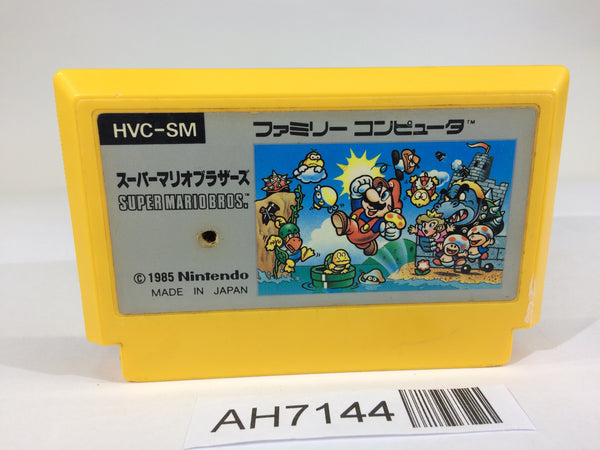 HVC-SM
ファミリー コンピュータ™
スーパーマリオブラザーズ
SUPER MARIO BROS.™
© 1985 Nintendo
MADE IN JAPAN
AH7144